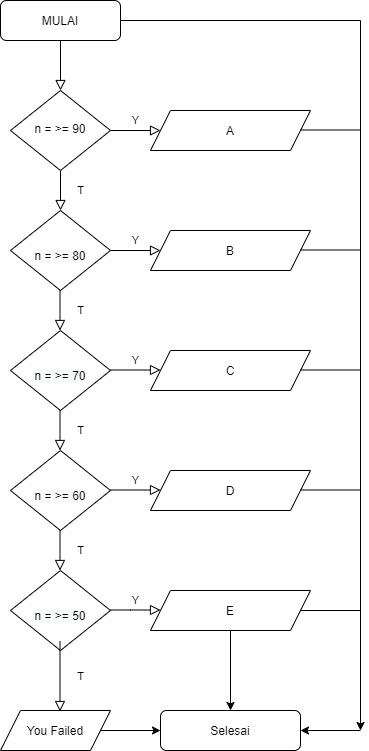 MULAI
n = >= 90
Y
A
T
n = >= 80
Y
B
T
n = >= 70
Y
C
T
n = >= 60
Y
D
T
n = >= 50
Y
E
T
You Failed
Selesai